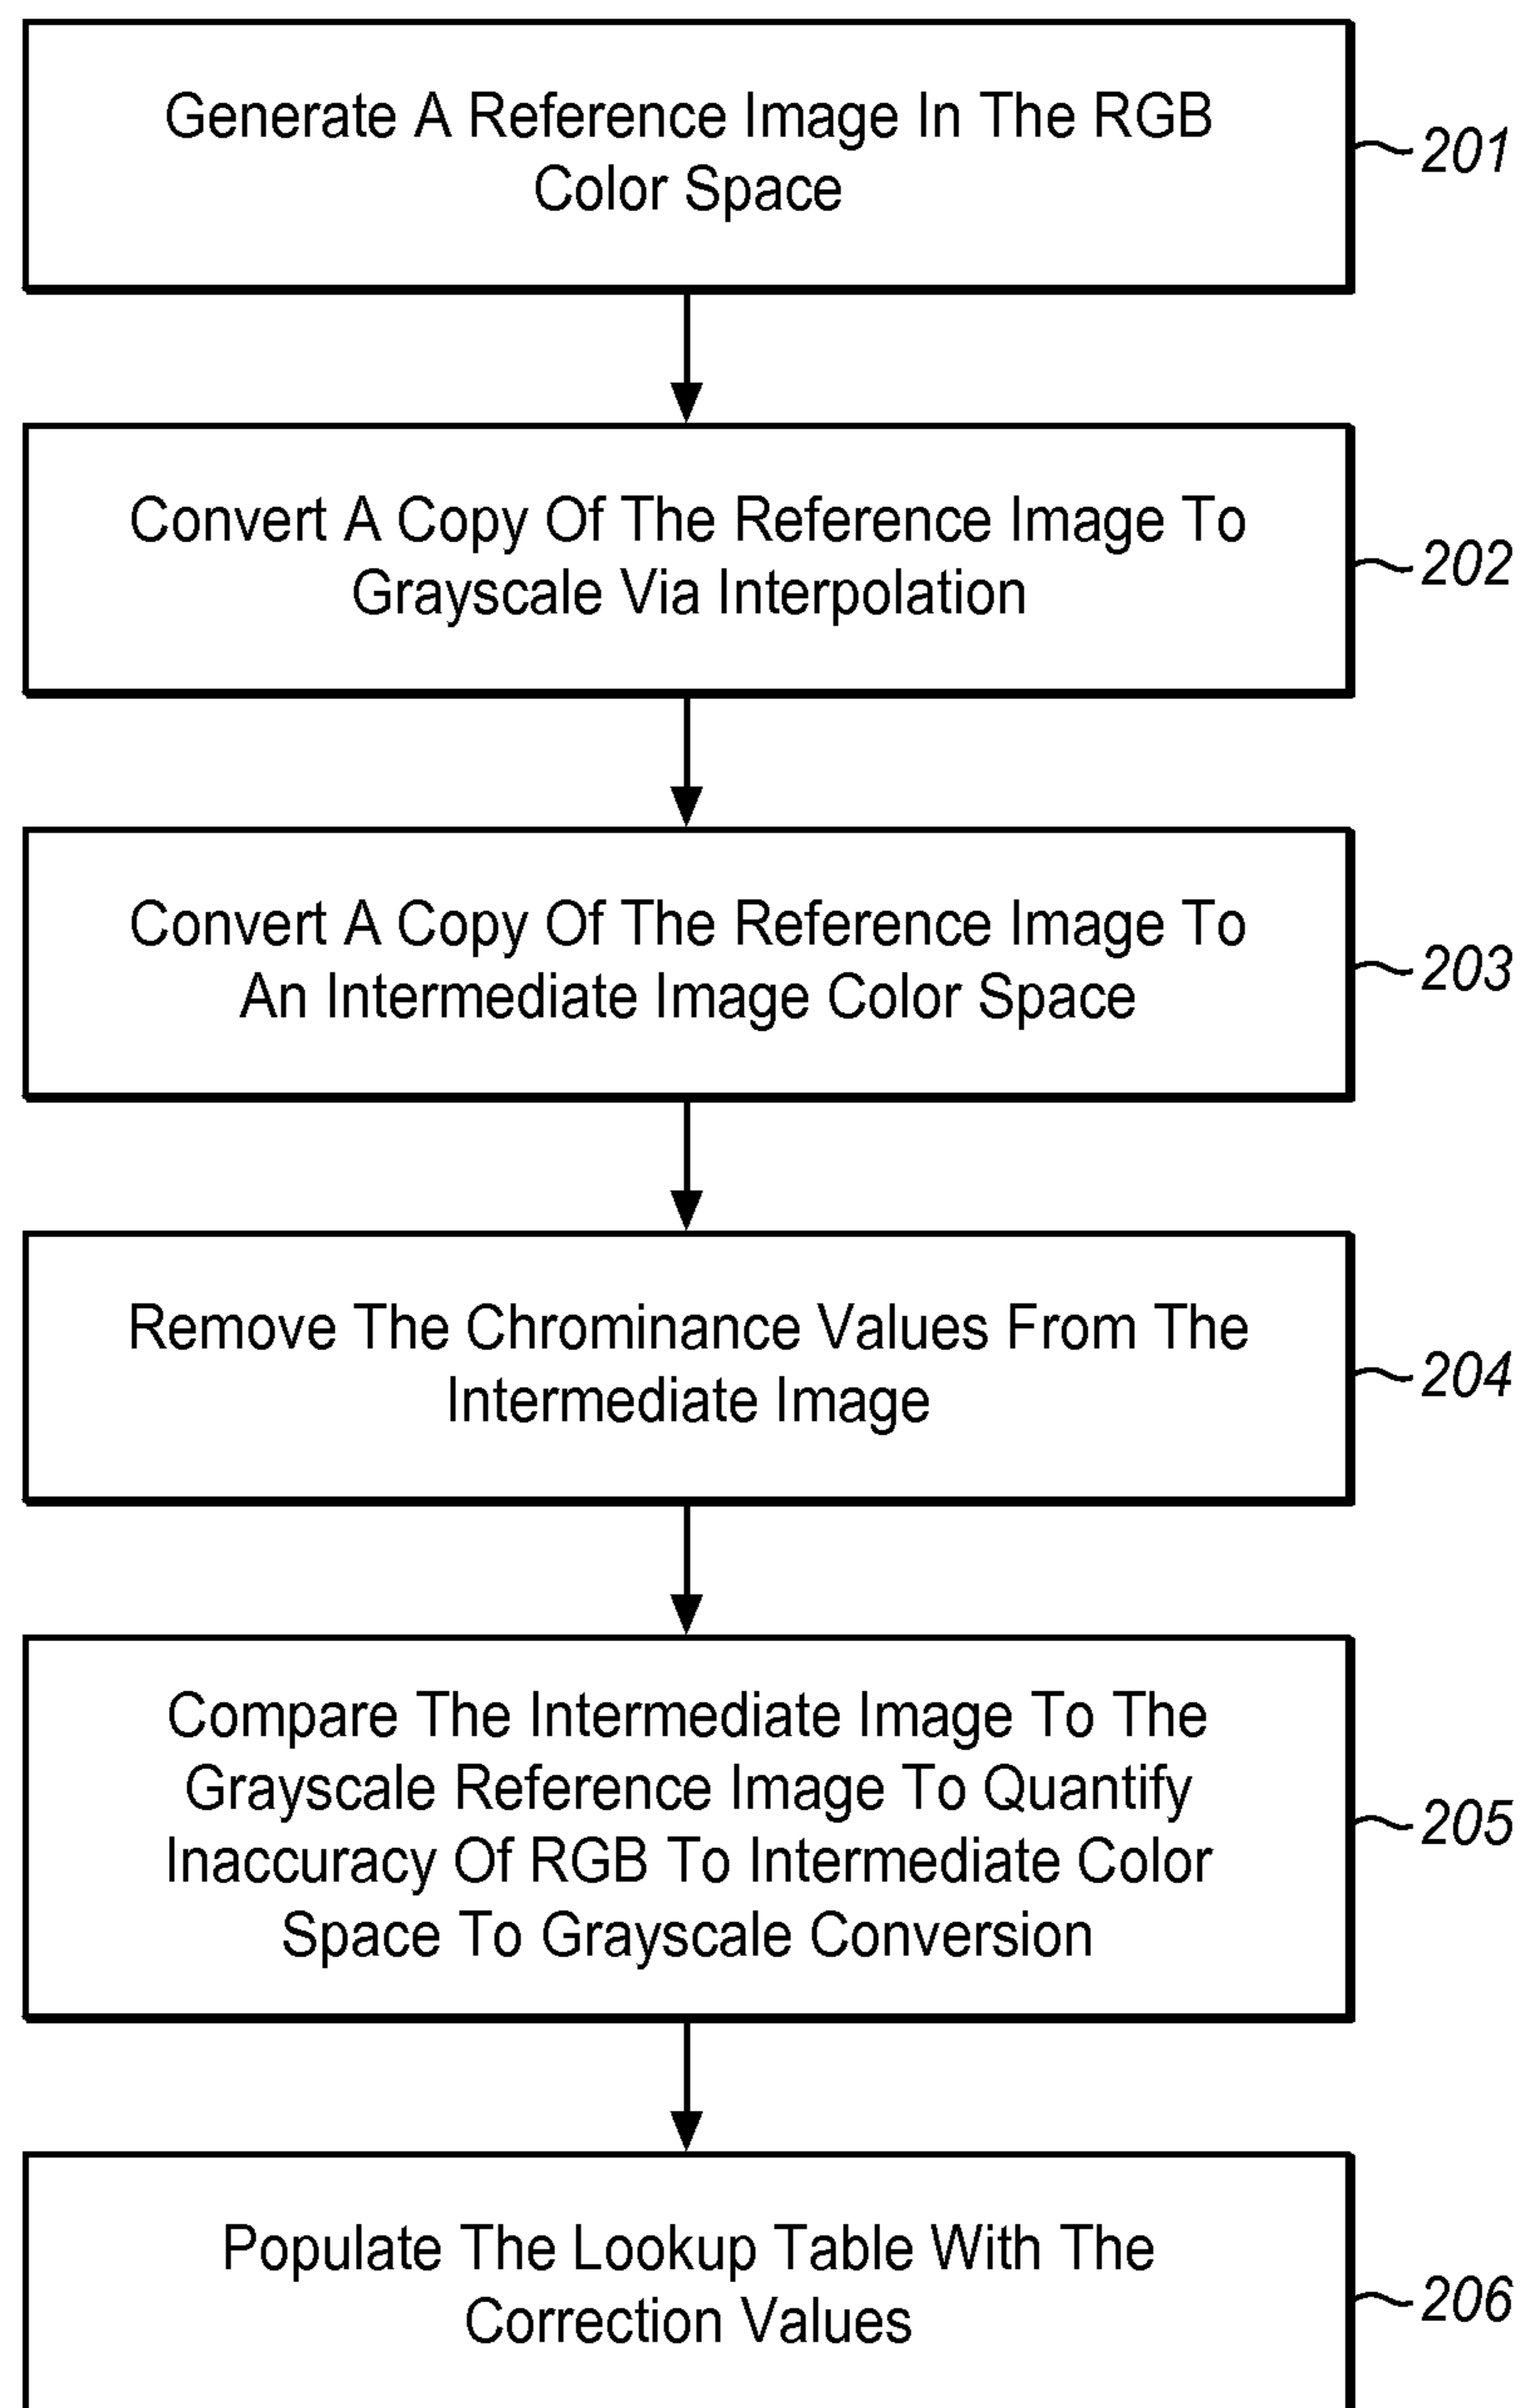 Generate A Reference Image In The RGB
Color Space
201
Convert A Copy Of The Reference Image To
Grayscale Via Interpolation
202
Convert A Copy Of The Reference Image To
An Intermediate Image Color Space
203
Remove The Chrominance Values From The
Intermediate Image
204
Compare The Intermediate Image To The
Grayscale Reference Image To Quantify
Inaccuracy Of RGB To Intermediate Color
Space To Grayscale Conversion
205
Populate The Lookup Table With The
Correction Values
206